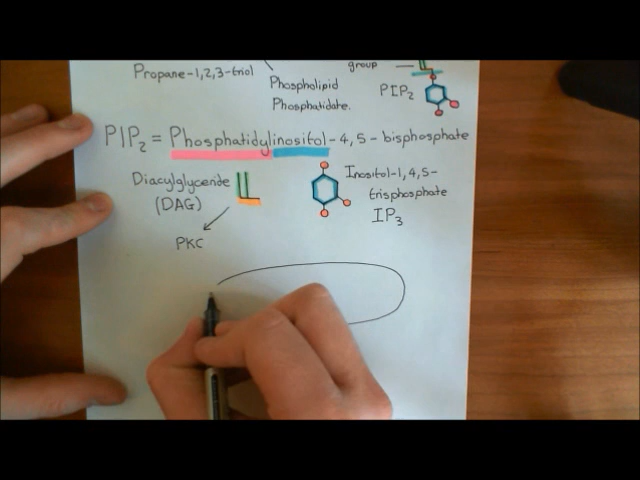 Propane-1,2,3-triol
Phospholipid
Phosphatidate.
group
PIP2
PIP2 = Phosphatidylinositol-4,5-bisphosphate
Diacylglyceride
(DAG)
PKC
Inositol-1,4,5-
trisphosphate
IP3